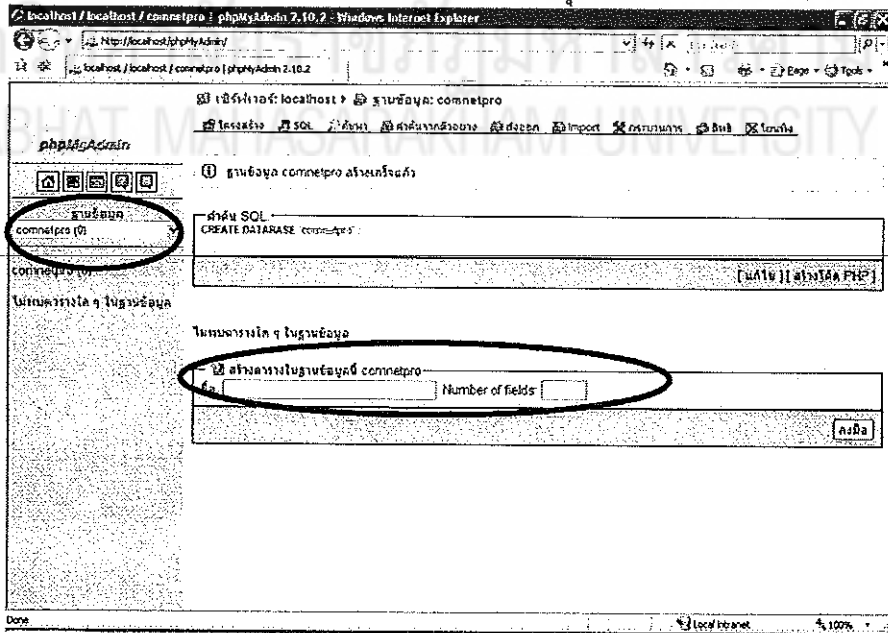 localhost / localhost / comnetpro | phpMyAdmin 2.10.2 - Windows Internet Explorer
http://localhost/phpMyAdmin/
localhost / localhost / comnetpro | phpMyAdmin 2.10.2
Page
Tools
เซิร์ฟเวอร์: localhost
ฐานข้อมูล: comnetpro
โครงสร้าง
SQL
ค้นหา
ค้นจากตัวอย่าง
ส่งออก
Import
กระบวนการ
สิทธิ
โยนทิ้ง
BHAT MAHASARAKHAM UNIVERSITY
phpMyAdmin
ฐานข้อมูล comnetpro สร้างเสร็จแล้ว
ฐานข้อมูล
comnetpro (0)
คำค้น SQL
CREATE DATABASE `comnetpro` ;
comnetpro (0)
[ แก้ไข ] [ สร้างโค้ด PHP ]
ไม่พบตารางใด ๆ ในฐานข้อมูล
ไม่พบตารางใด ๆ ในฐานข้อมูล
สร้างตารางในฐานข้อมูลนี้ comnetpro
ชื่อ:
Number of fields:
ลงมือ
Done
Local intranet
100%